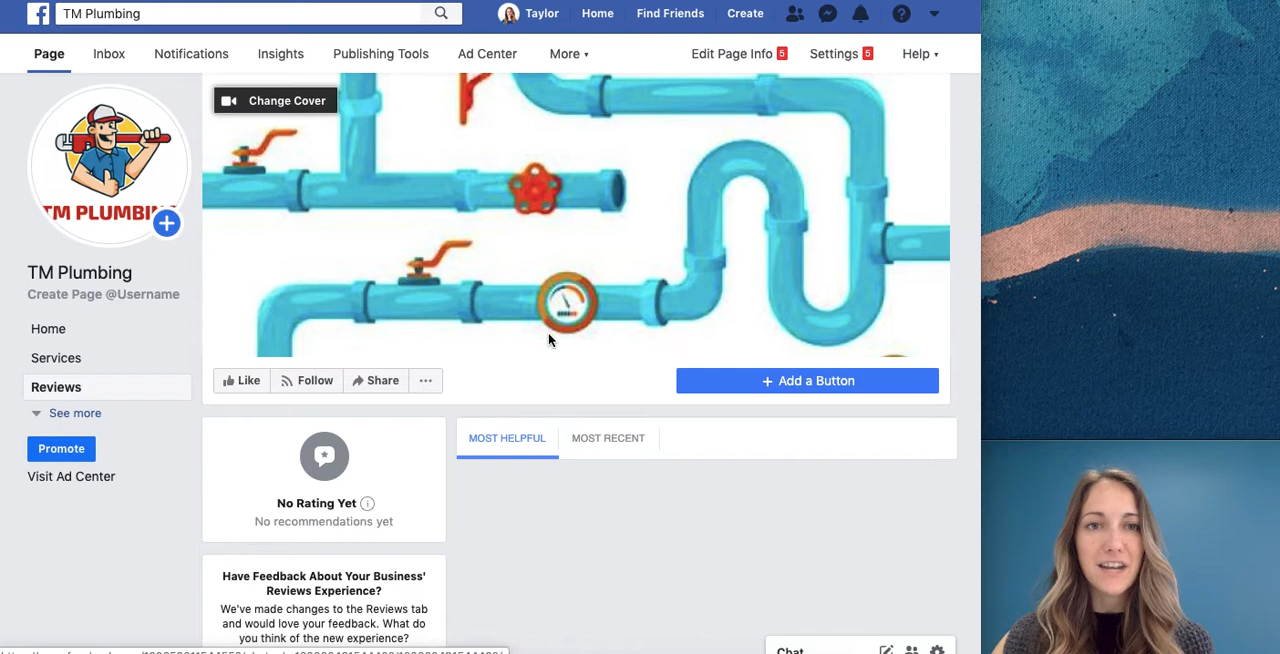 TM Plumbing
Taylor
Home
Find Friends
Create
Page
Inbox
Notifications
Insights
Publishing Tools
Ad Center
More
Edit Page Info 5
Settings 5
Help
Change Cover
TM PLUMBING
TM Plumbing
Create Page @Username
Home
Services
Reviews
See more
Promote
Visit Ad Center
Like
Follow
Share
+ Add a Button
MOST HELPFUL
MOST RECENT
No Rating Yet
No recommendations yet
Have Feedback About Your Business'
Reviews Experience?
We've made changes to the Reviews tab
and would love your feedback. What do
you think of the new experience?
Chat